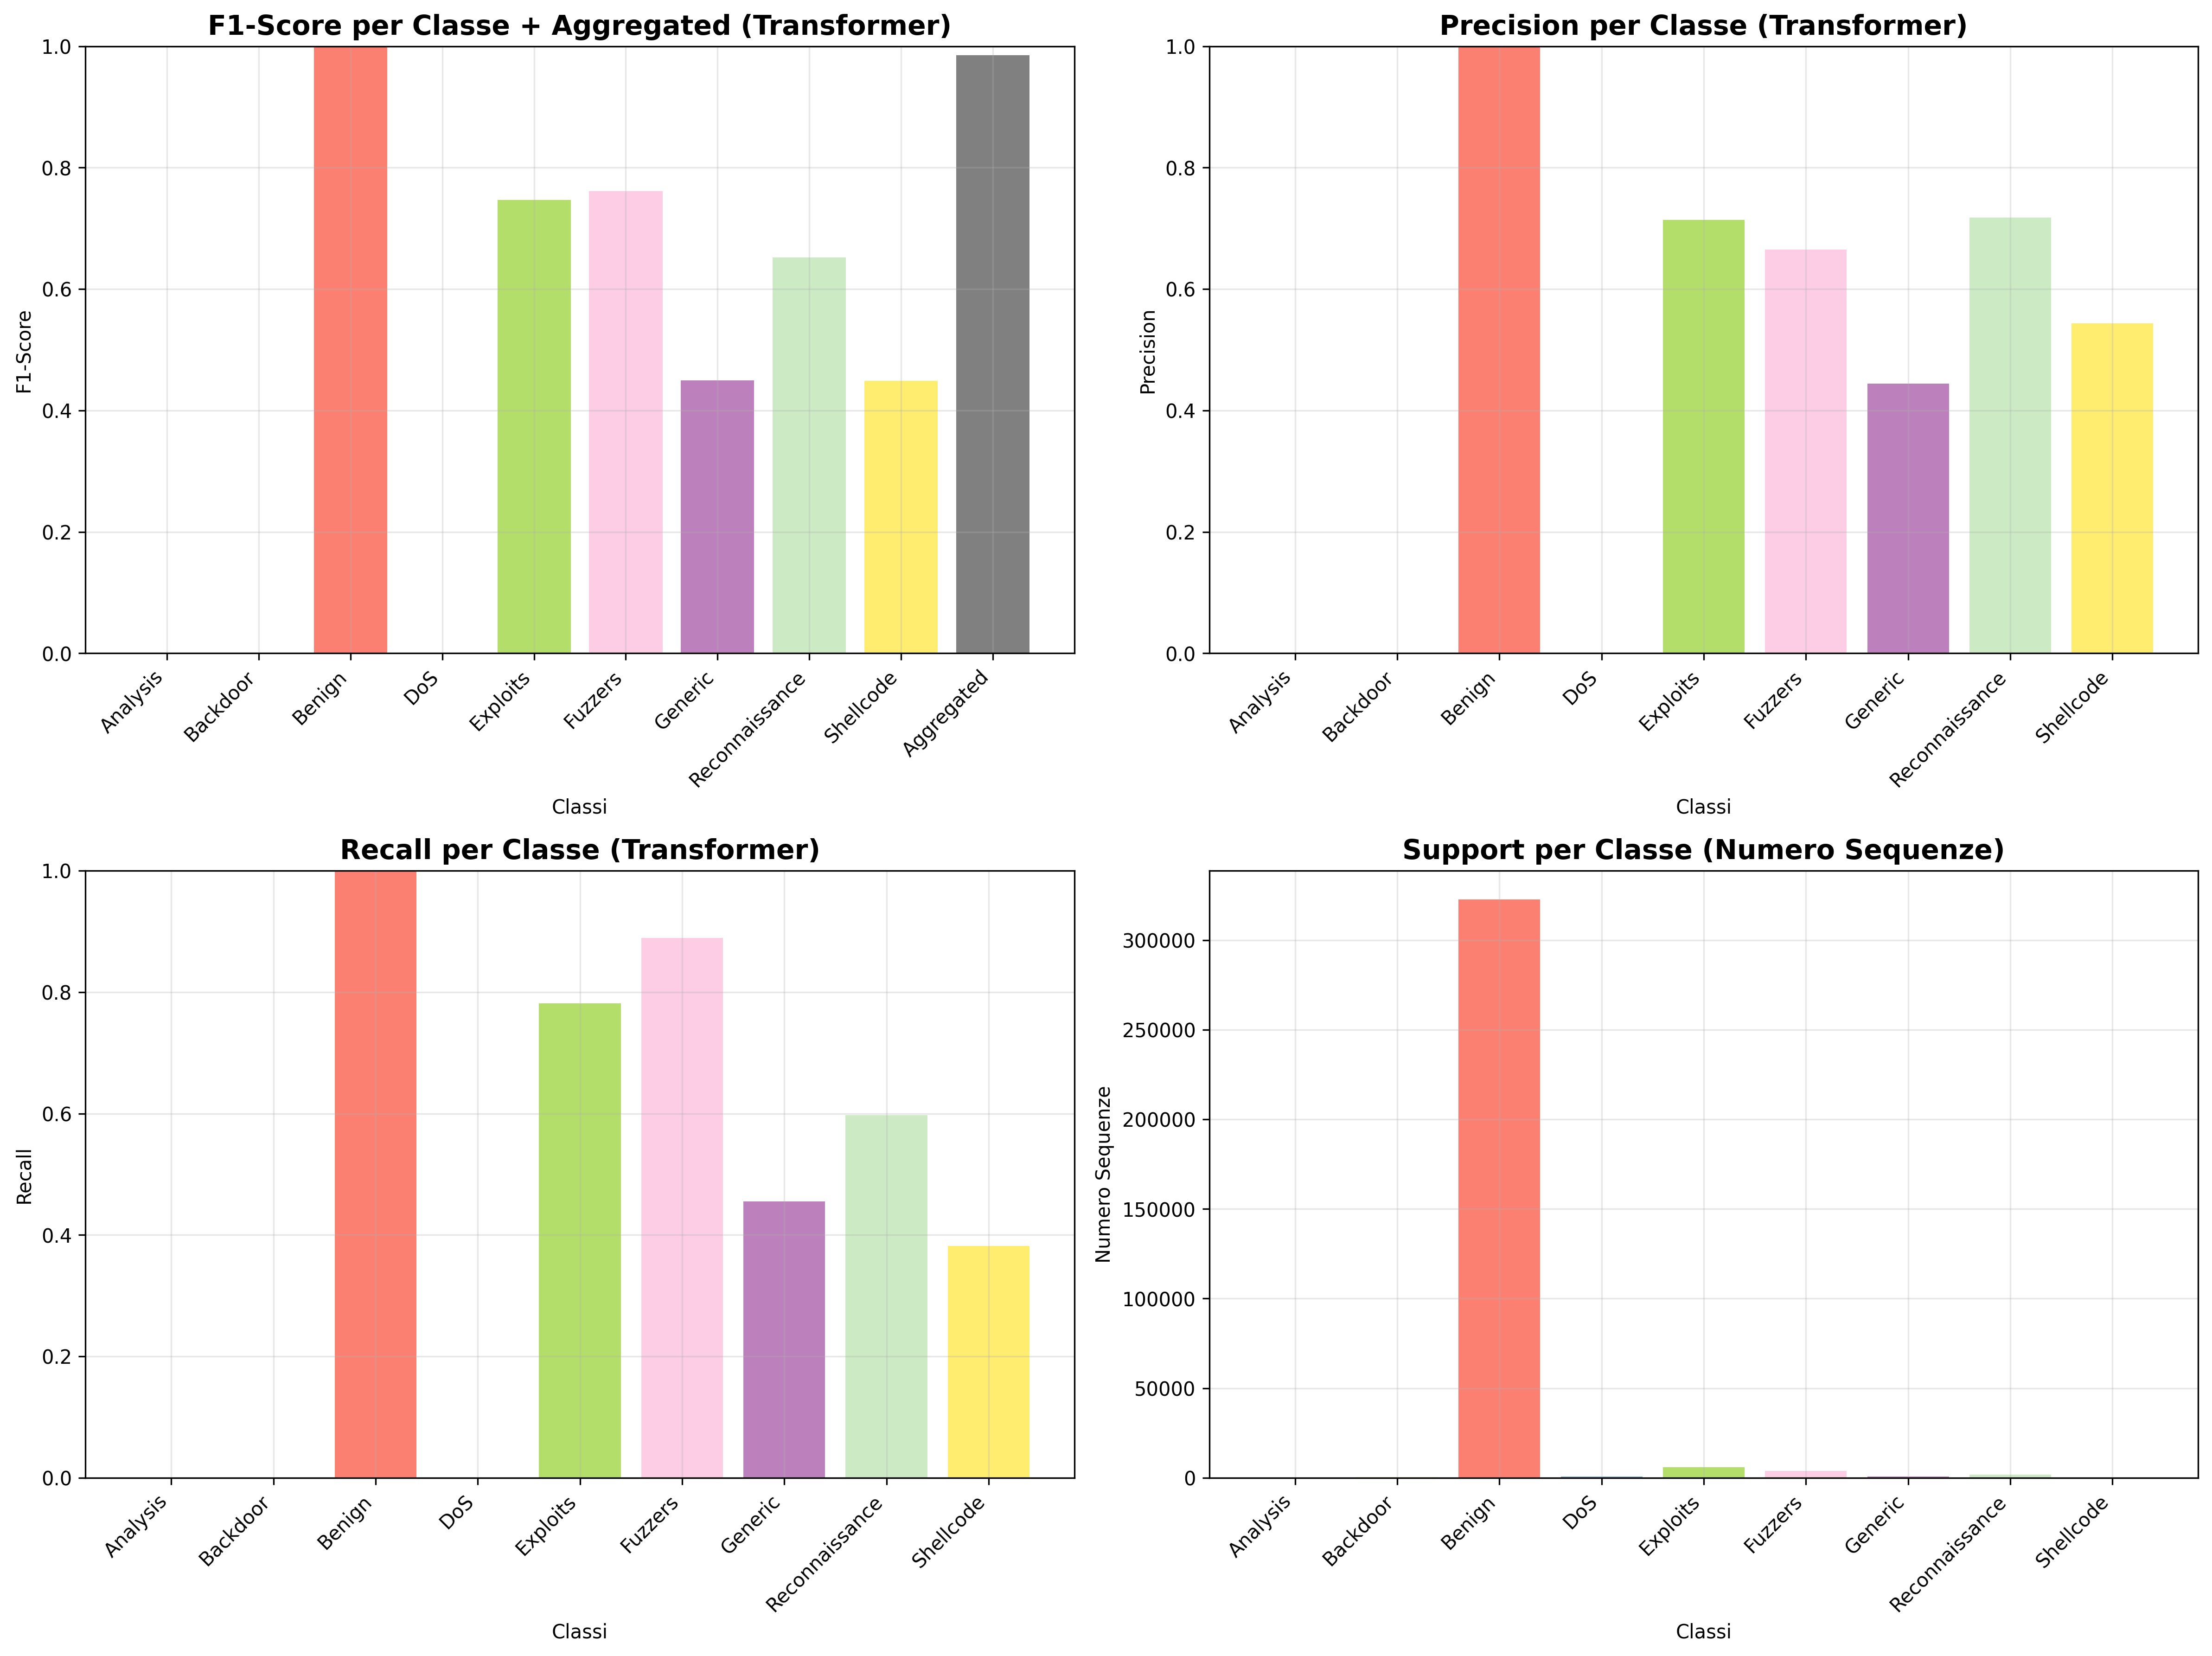 F1-Score per Classe + Aggregated (Transformer)
1.0
0.8
0.6
0.4
0.2
0.0
F1-Score
Analysis
Backdoor
Benign
DoS
Exploits
Fuzzers
Generic
Reconnaissance
Shellcode
Aggregated
Classi
Precision per Classe (Transformer)
1.0
0.8
0.6
0.4
0.2
0.0
Precision
Analysis
Backdoor
Benign
DoS
Exploits
Fuzzers
Generic
Reconnaissance
Shellcode
Classi
Recall per Classe (Transformer)
1.0
0.8
0.6
0.4
0.2
0.0
Recall
Analysis
Backdoor
Benign
DoS
Exploits
Fuzzers
Generic
Reconnaissance
Shellcode
Classi
Support per Classe (Numero Sequenze)
300000
250000
200000
150000
100000
50000
0
Numero Sequenze
Analysis
Backdoor
Benign
DoS
Exploits
Fuzzers
Generic
Reconnaissance
Shellcode
Classi